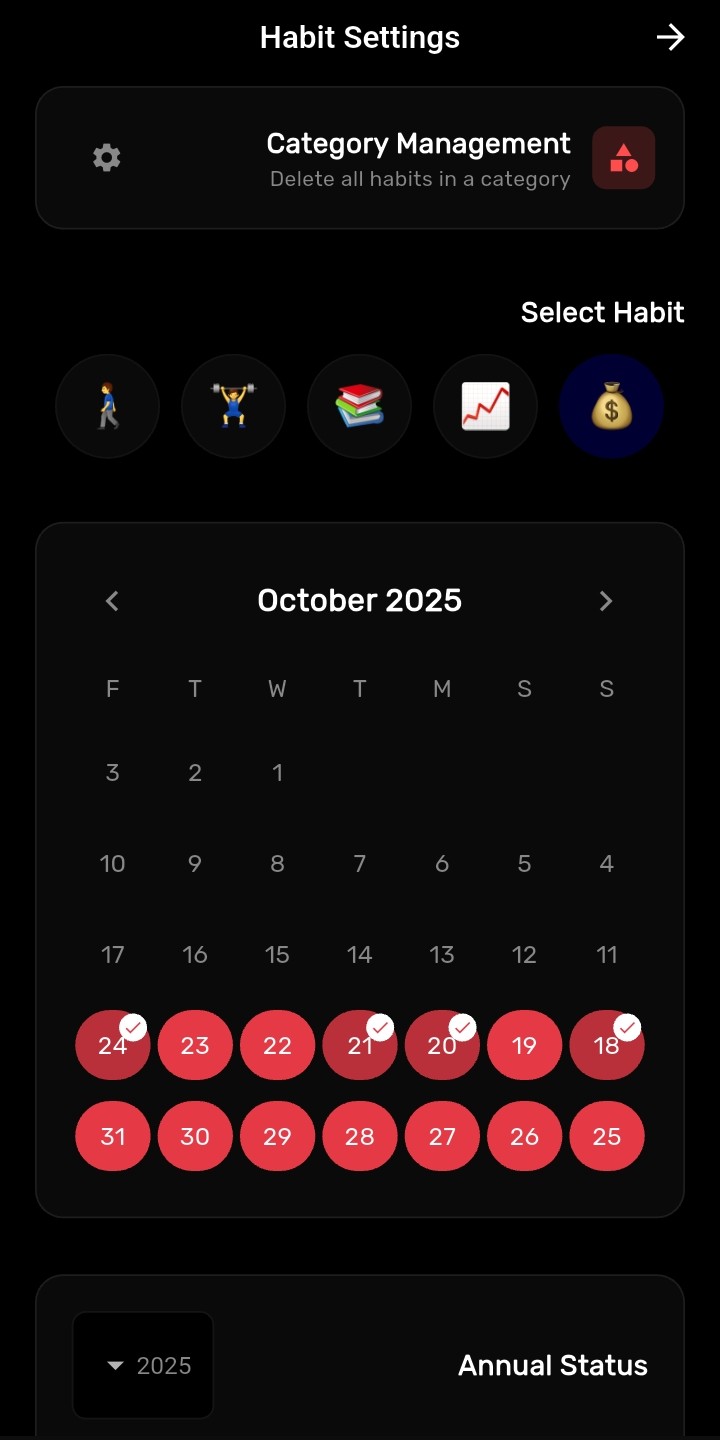 Habit Settings
Category Management
Delete all habits in a category
Select Habit
October 2025
F T W T M S S
3 2 1
10 9 8 7 6 5 4
17 16 15 14 13 12 11
24 23 22 21 20 19 18
31 30 29 28 27 26 25
2025 Annual Status